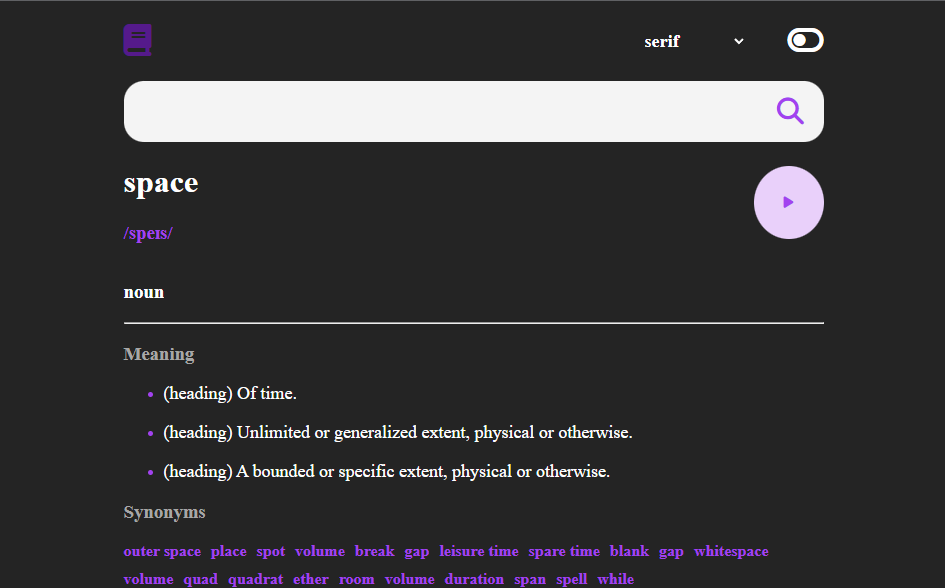 serif
space
/speɪs/
noun
Meaning
(heading) Of time.
(heading) Unlimited or generalized extent, physical or otherwise.
(heading) A bounded or specific extent, physical or otherwise.
Synonyms
outer space place spot volume break gap leisure time spare time blank gap whitespace
volume quad quadrat ether room volume duration span spell while